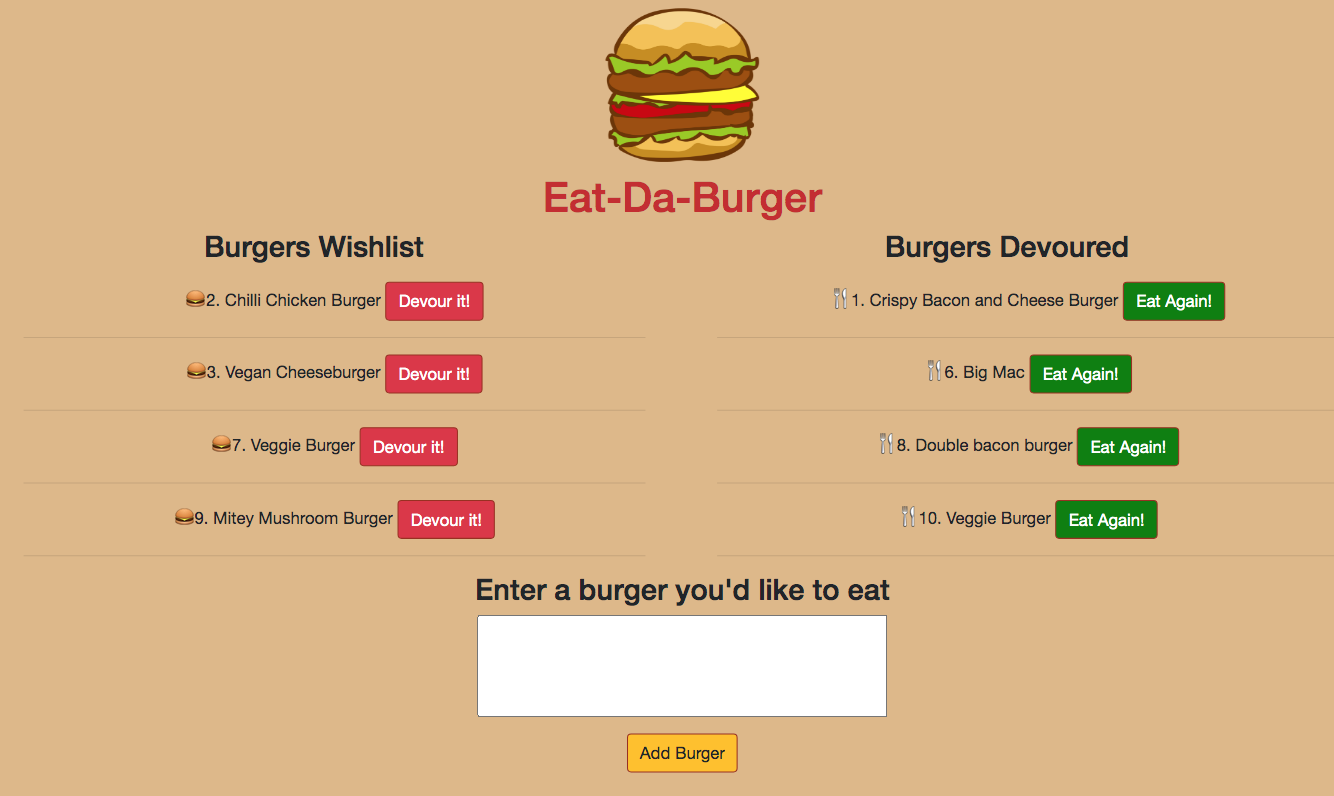 Eat-Da-Burger
Burgers Wishlist
2. Chilli Chicken Burger Devour it!
3. Vegan Cheeseburger Devour it!
7. Veggie Burger Devour it!
9. Mitey Mushroom Burger Devour it!
Burgers Devoured
1. Crispy Bacon and Cheese Burger Eat Again!
6. Big Mac Eat Again!
8. Double bacon burger Eat Again!
10. Veggie Burger Eat Again!
Enter a burger you'd like to eat
Add Burger